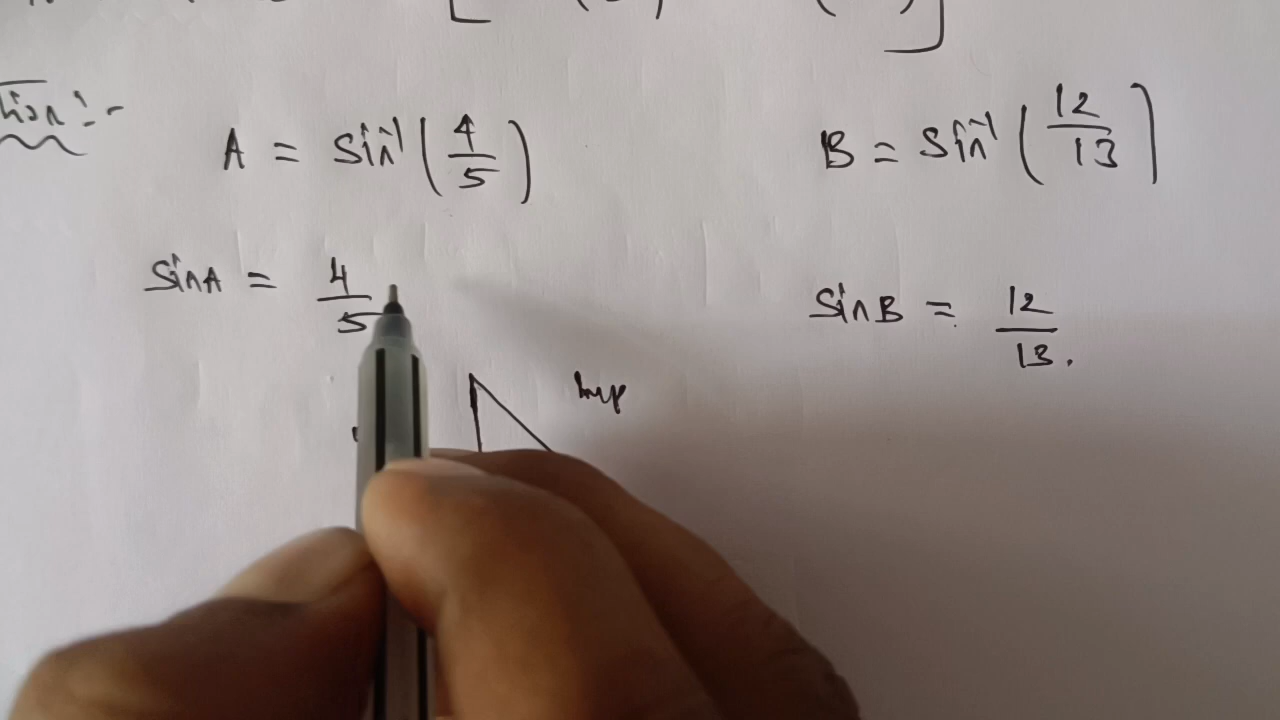 A = Sin⁻¹(4/5)
B = Sin⁻¹(12/13)
SinA = 4/5
SinB = 12/13.
hyp